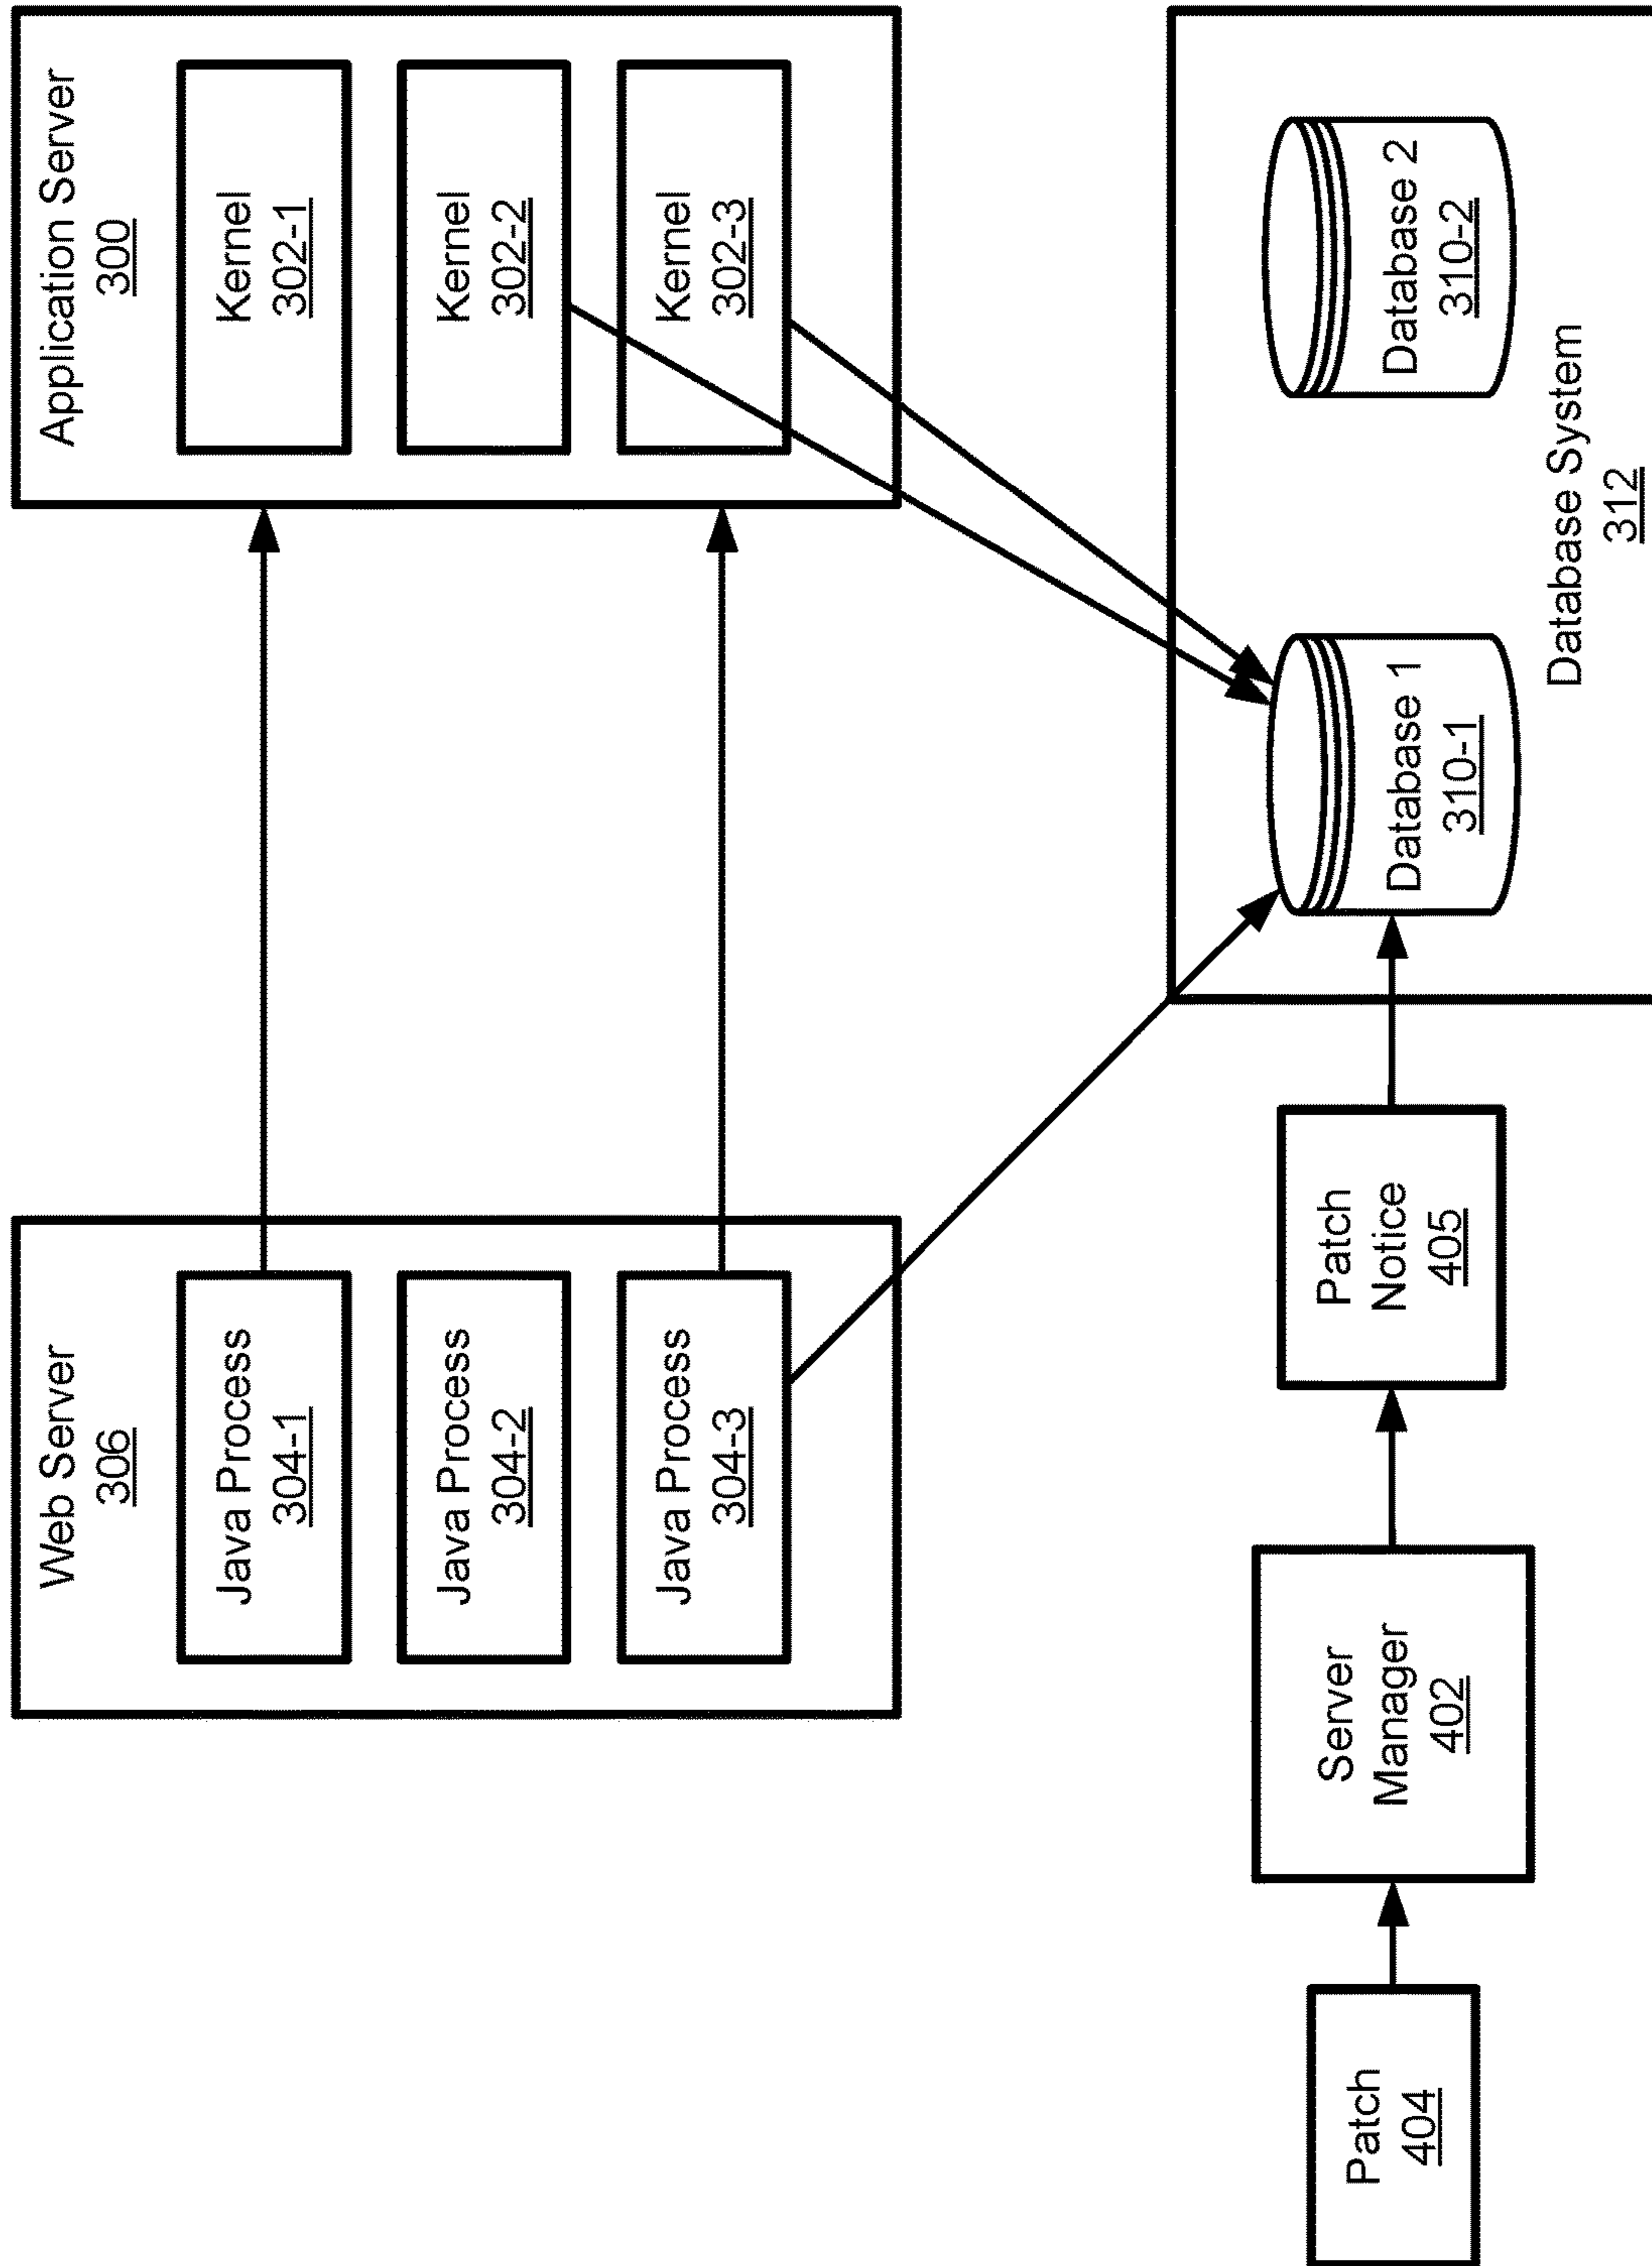 Web Server
306
Java Process
304-1
Java Process
304-2
Java Process
304-3
Application Server
300
Kernel
302-1
Kernel
302-2
Kernel
302-3
Patch
404
Server
Manager
402
Patch
Notice
405
Database 1
310-1
Database 2
310-2
Database System
312